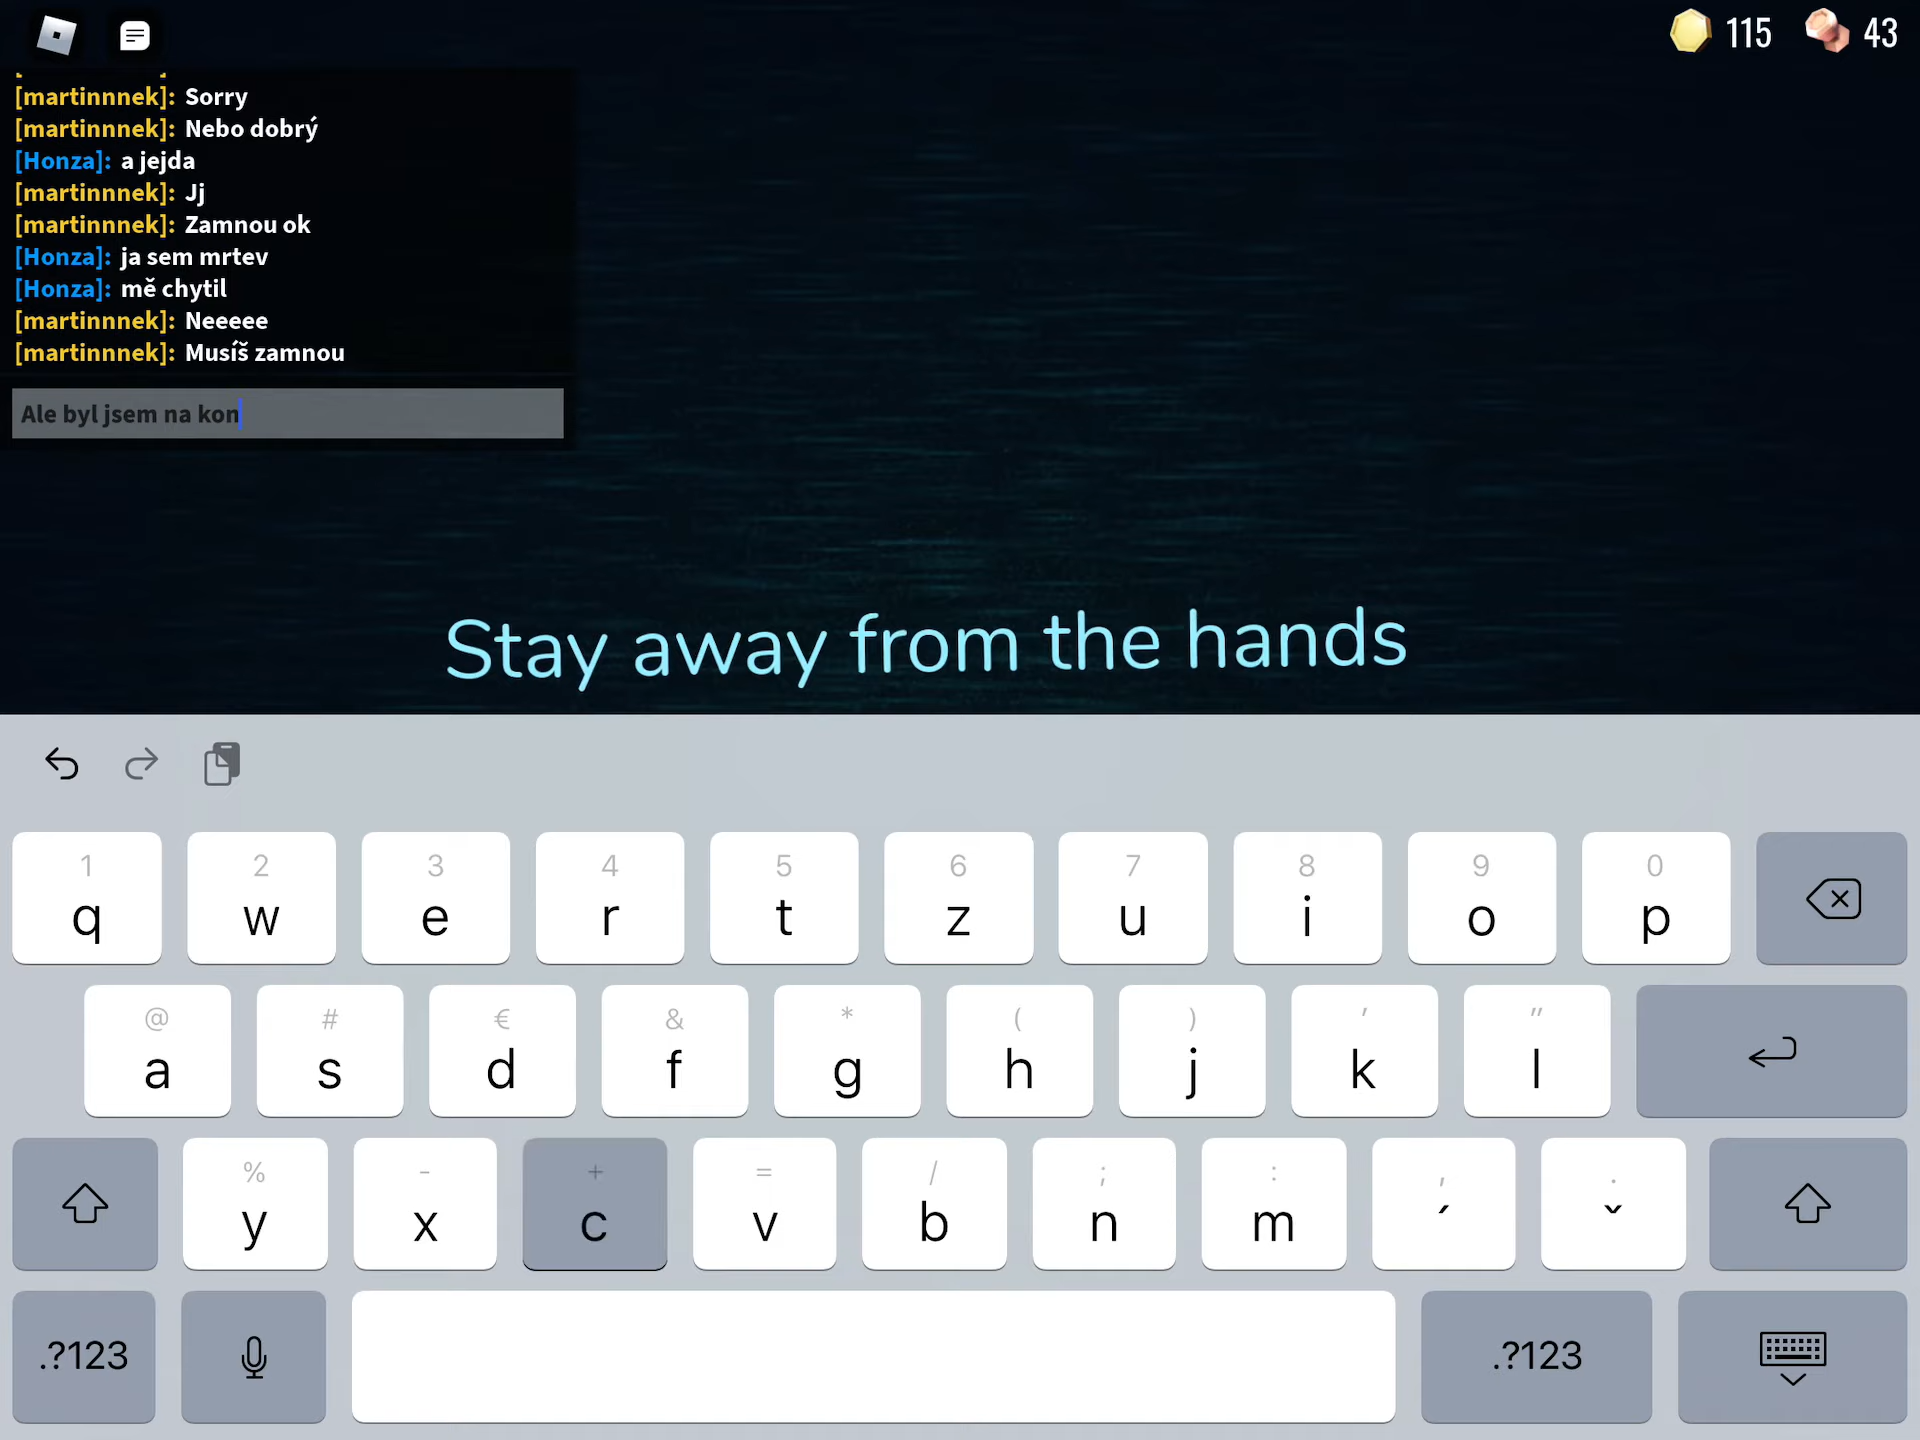 115 43
[martinnnek]: Sorry
[martinnnek]: Nebo dobrý
[Honza]: a jejda
[martinnnek]: Jj
[martinnnek]: Zamnou ok
[Honza]: ja sem mrtev
[Honza]: mě chytil
[martinnnek]: Neeeee
[martinnnek]: Musíš zamnou
Ale byl jsem na kon
Stay away from the hands
1 2 3 4 5 6 7 8 9 0
q w e r t z u i o p
@ # € & * ( ) ' "
a s d f g h j k l
% - + = / ; : , .
y x c v b n m ´ ˇ
.?123 .?123